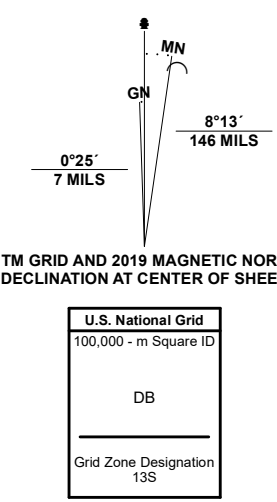 MN
GN
8°13´
146 MILS
0°25´
7 MILS
TM GRID AND 2019 MAGNETIC NOR
DECLINATION AT CENTER OF SHEE
U.S. National Grid
100,000 - m Square ID
DB
Grid Zone Designation
13S